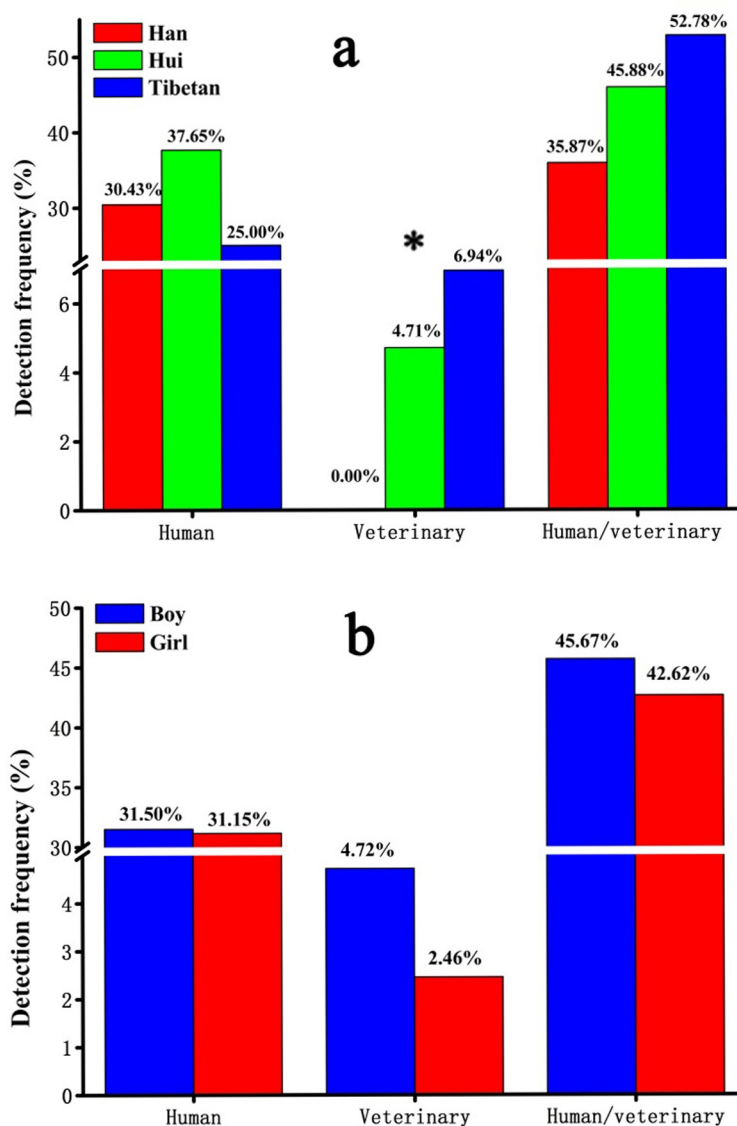 Han
Hui
Tibetan
a
Detection frequency (%)
50
40
30
6
4
2
0
30.43%
37.65%
25.00%
0.00%
4.71%
*
6.94%
35.87%
45.88%
52.78%
Human
Veterinary
Human/veterinary
Boy
Girl
b
Detection frequency (%)
50
45
40
35
30
4
3
2
1
0
31.50%
31.15%
4.72%
2.46%
45.67%
42.62%
Human
Veterinary
Human/veterinary